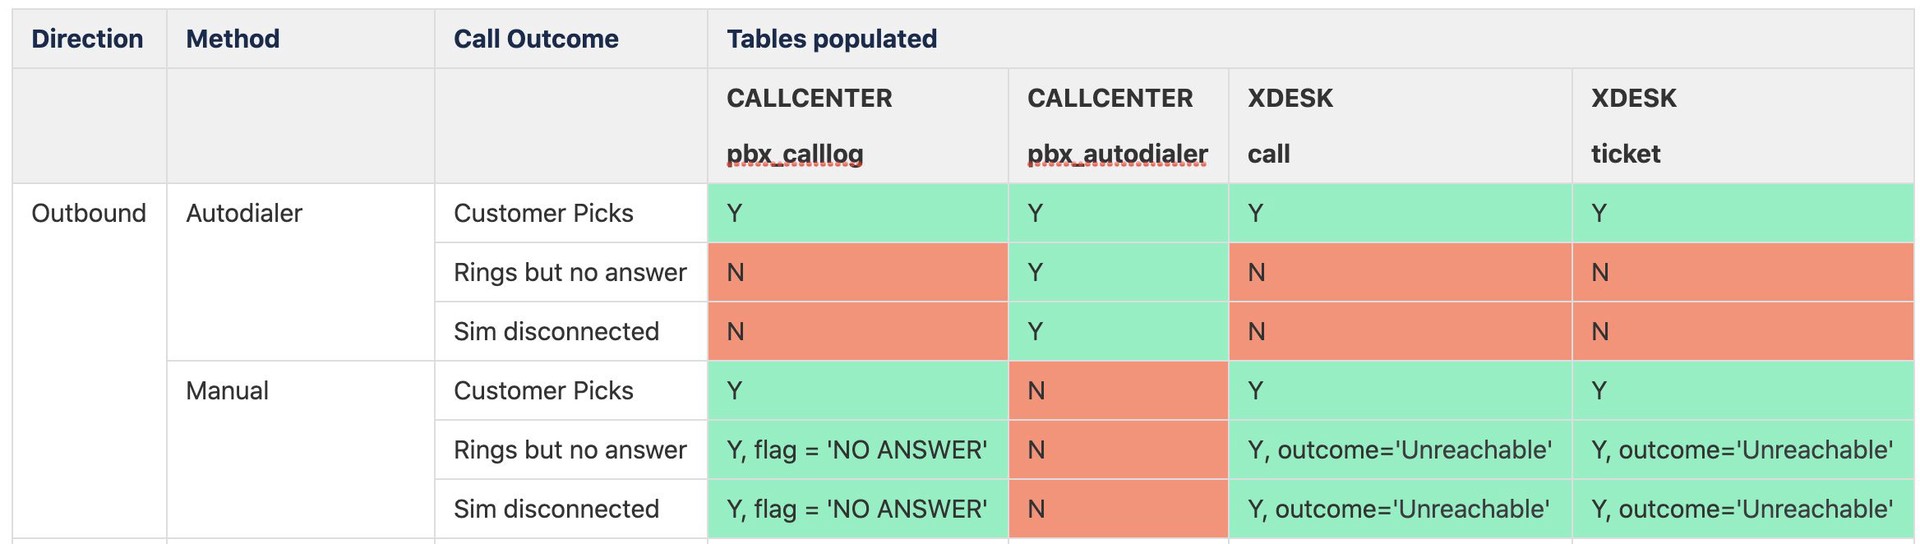 Direction Method Call Outcome Tables populated
CALLCENTER CALLCENTER XDESK XDESK
pbx_calllog pbx_autodialer call ticket
Outbound Autodialer Customer Picks Y Y Y Y
Rings but no answer N Y N N
Sim disconnected N Y N N
Manual Customer Picks Y N Y Y
Rings but no answer Y, flag = 'NO ANSWER' N Y, outcome='Unreachable' Y, outcome='Unreachable'
Sim disconnected Y, flag = 'NO ANSWER' N Y, outcome='Unreachable' Y, outcome='Unreachable'